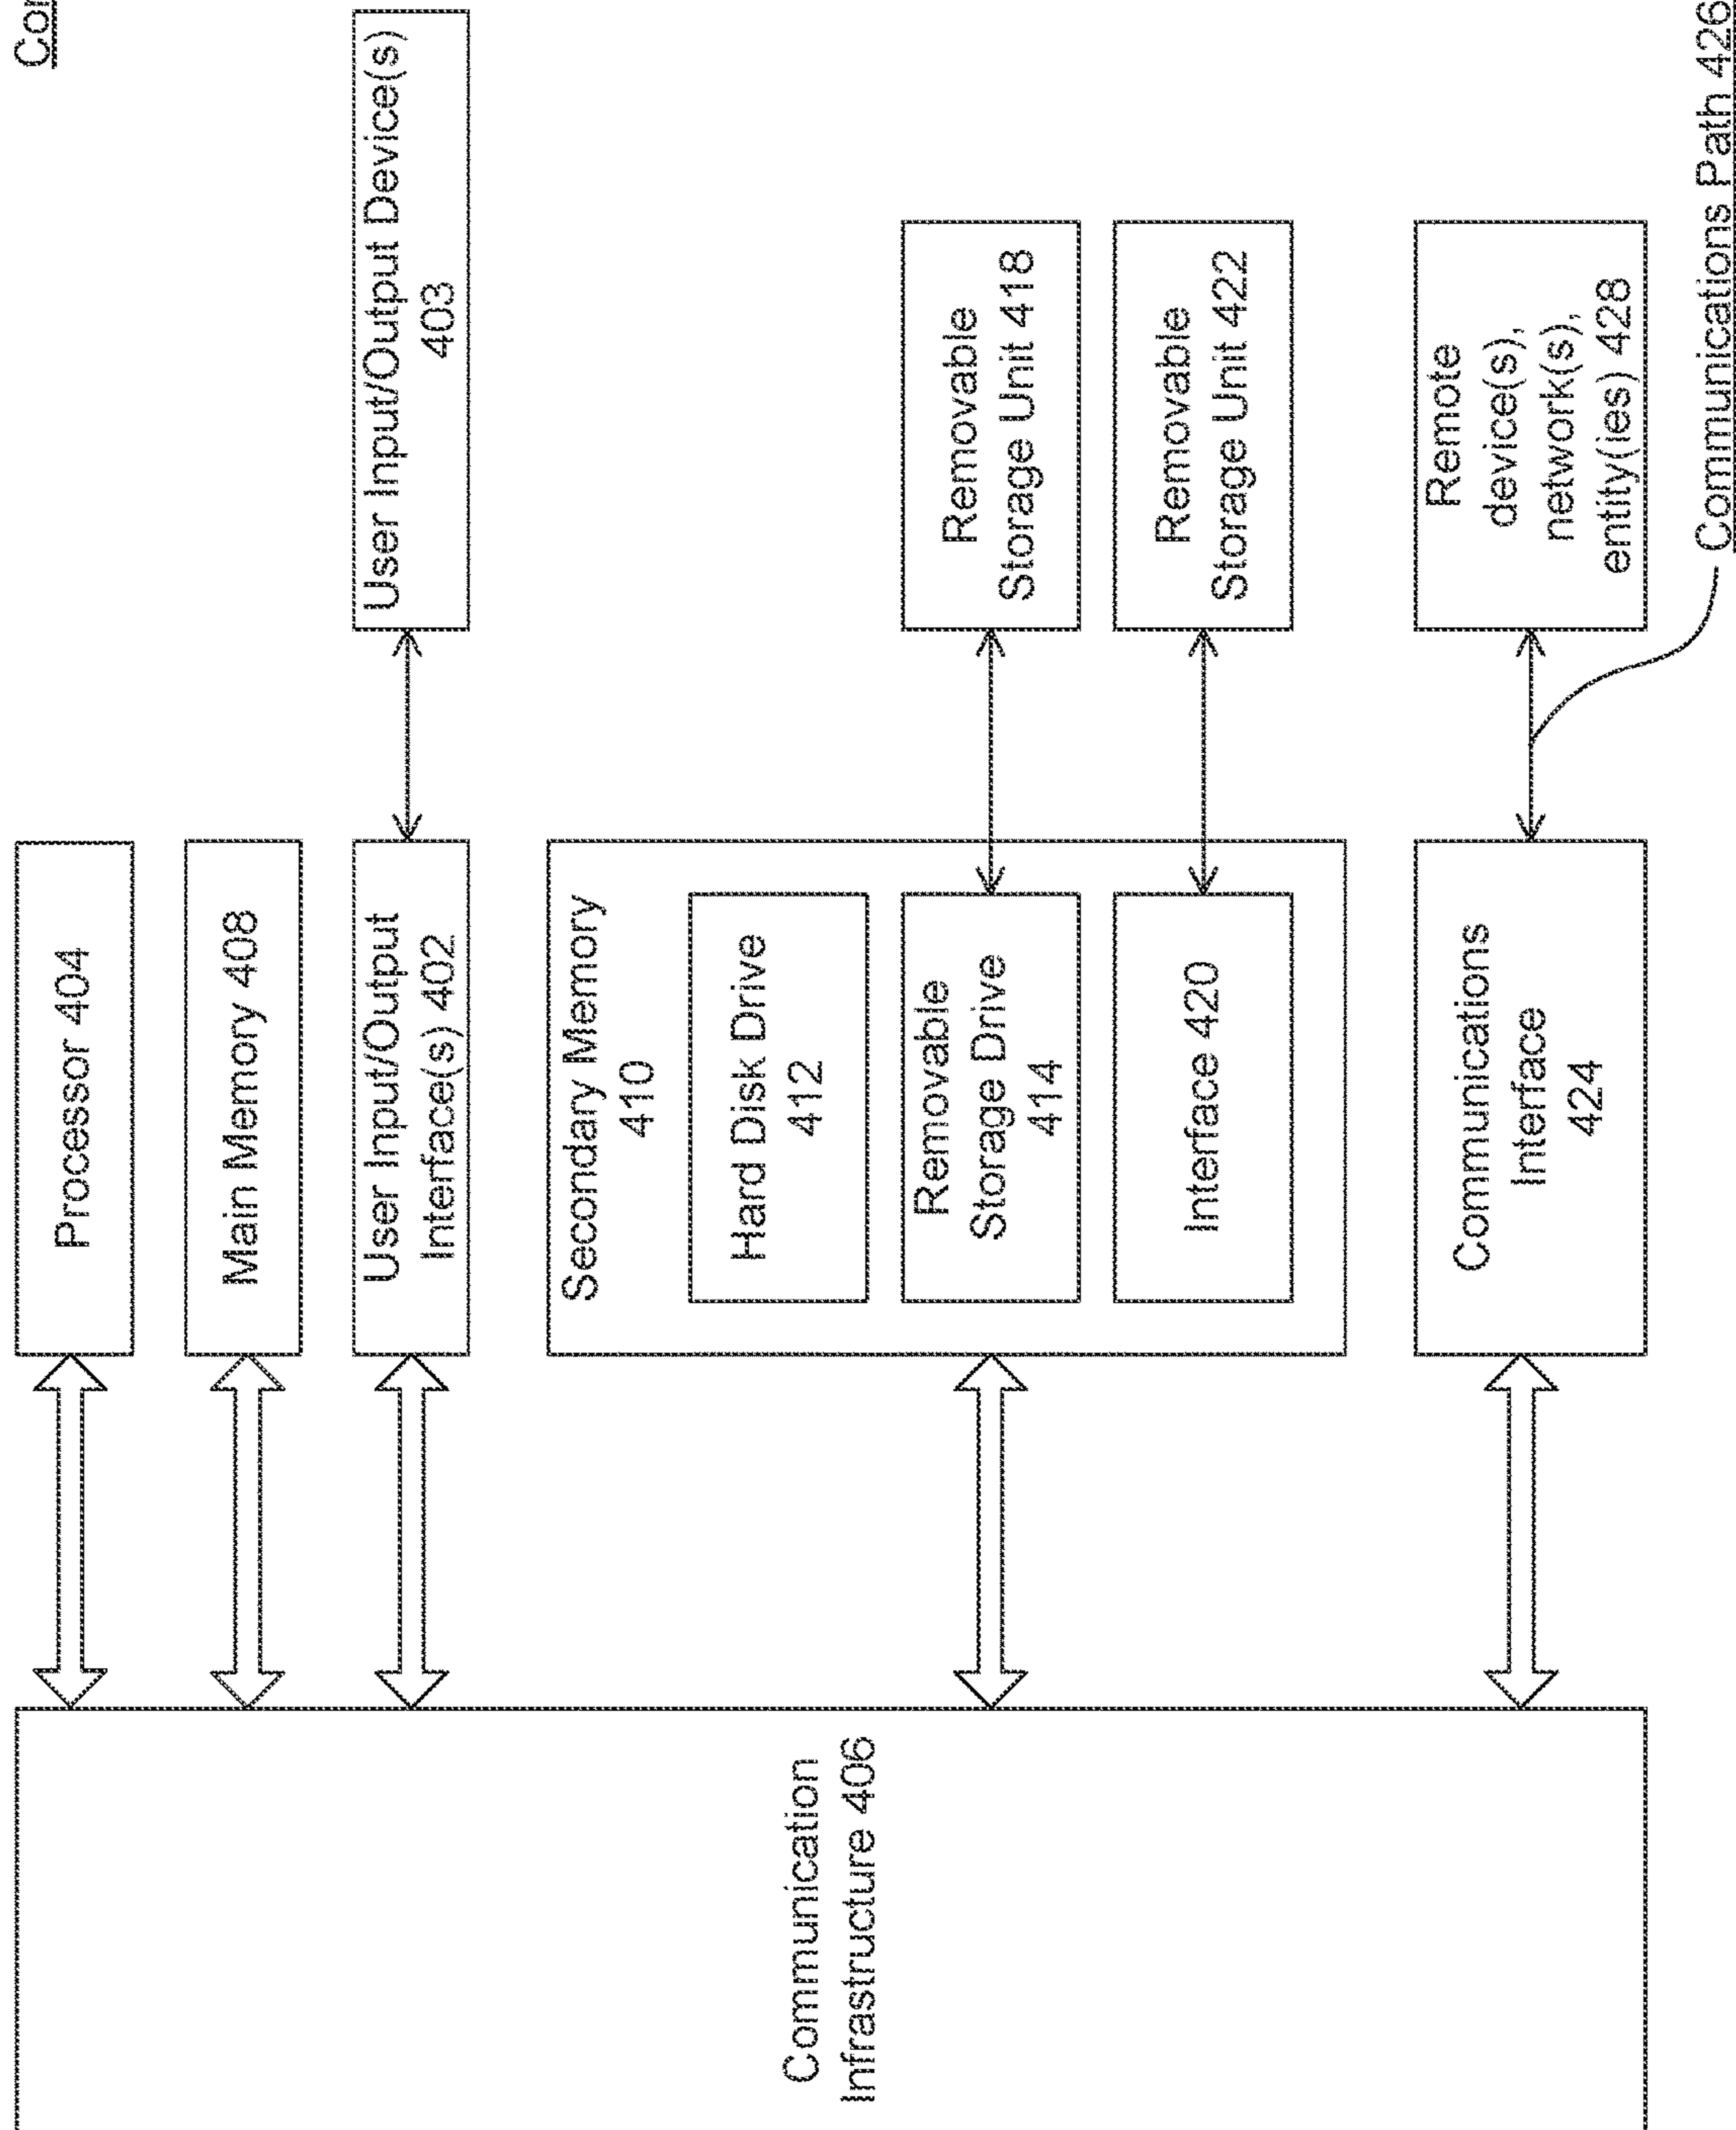 Processor 404
Main Memory 408
User Input/Output
Interface(s) 402
User Input/Output Device(s)
403
Secondary Memory
410
Hard Disk Drive
412
Removable
Storage Drive
414
Removable
Storage Unit 418
Interface 420
Removable
Storage Unit 422
Communications
Interface
424
Remote
device(s),
network(s),
entity(ies) 428
Communications Path 426
Communication
Infrastructure 406